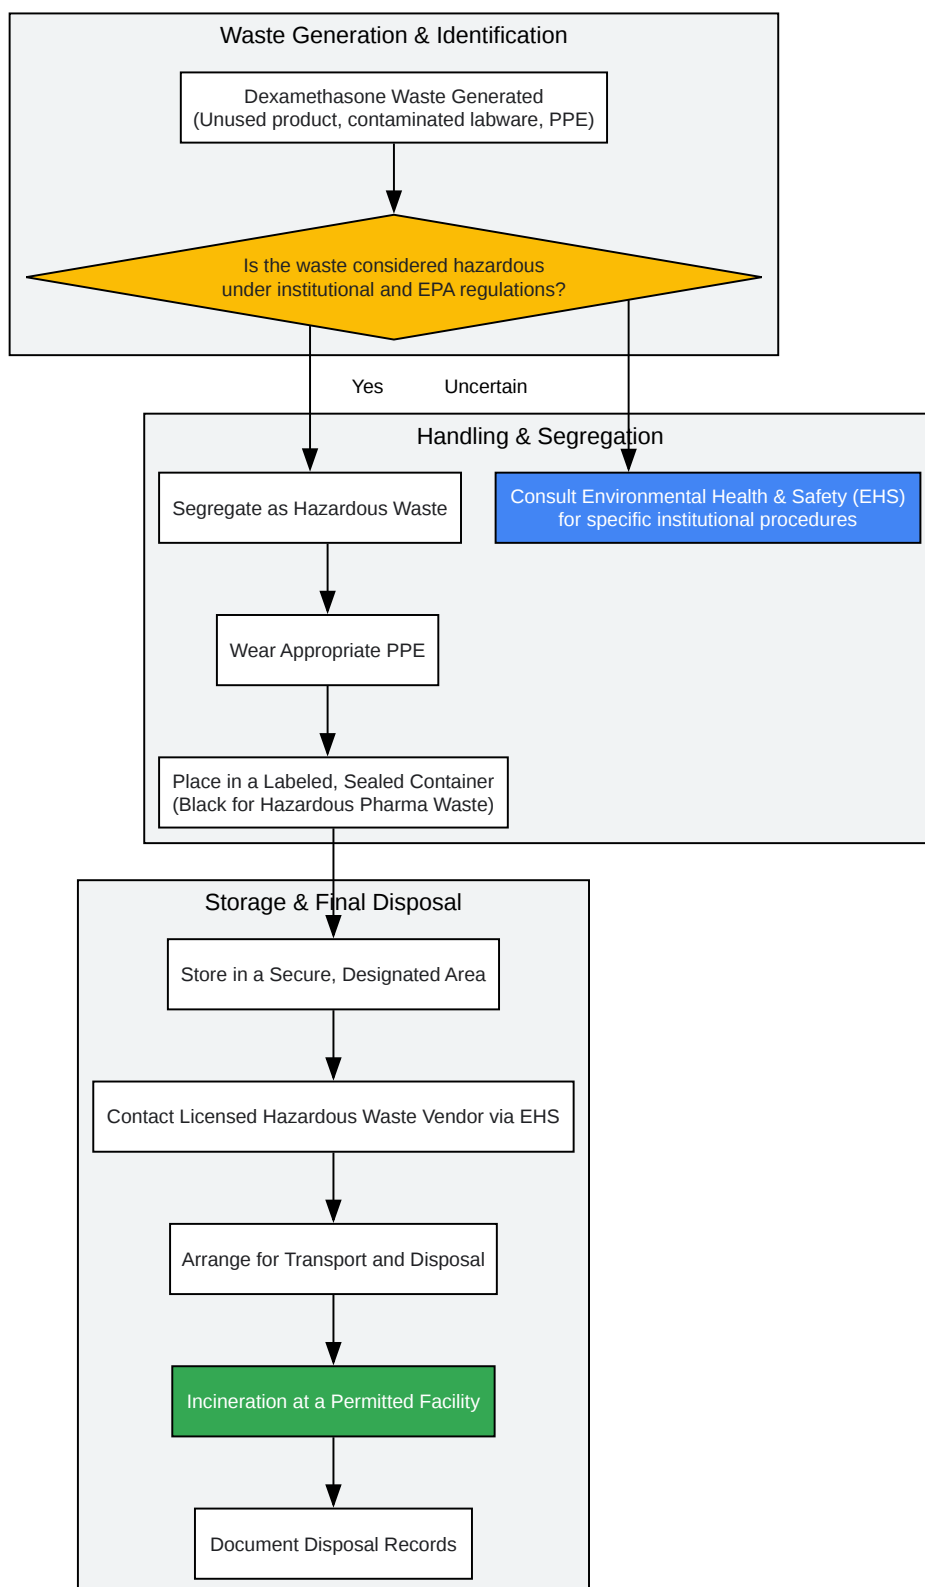 Waste Generation & Identification
Dexamethasone Waste Generated
(Unused product, contaminated labware, PPE)
Is the waste considered hazardous
under institutional and EPA regulations?
Yes
Uncertain
Handling & Segregation
Segregate as Hazardous Waste
Consult Environmental Health & Safety (EHS)
for specific institutional procedures
Wear Appropriate PPE
Place in a Labeled, Sealed Container
(Black for Hazardous Pharma Waste)
Storage & Final Disposal
Store in a Secure, Designated Area
Contact Licensed Hazardous Waste Vendor via EHS
Arrange for Transport and Disposal
Incineration at a Permitted Facility
Document Disposal Records